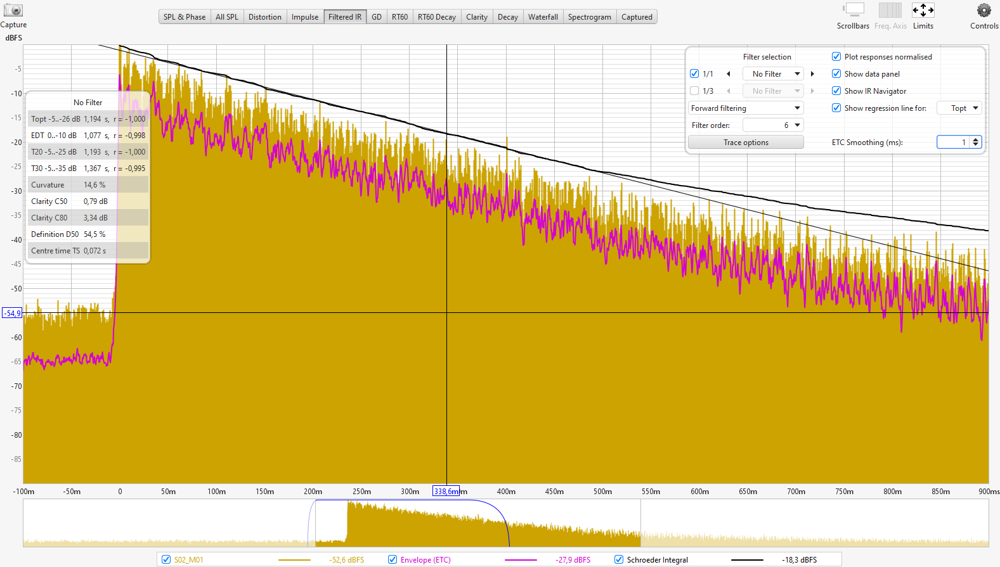 Capture
SPL & Phase All SPL Distortion Impulse Filtered IR GD RT60 RT60 Decay Clarity Decay Waterfall Spectrogram Captured
Scrollbars Freq. Axis Limits Controls
dBFS
-5
-10
-15
-20
-25
-30
-35
-40
-45
-50
-54,9
-60
-65
-70
-75
-80
-85
No Filter
Topt -5..-26 dB 1,194 s, r = -1,000
EDT 0..-10 dB 1,077 s, r = -0,998
T20 -5..-25 dB 1,193 s, r = -1,000
T30 -5..-35 dB 1,367 s, r = -0,995
Curvature 14,6 %
Clarity C50 0,79 dB
Clarity C80 3,34 dB
Definition D50 54,5 %
Centre time TS 0,072 s
Filter selection
1/1 No Filter
1/3 No Filter
Forward filtering
Filter order: 6
Trace options
Plot responses normalised
Show data panel
Show IR Navigator
Show regression line for: Topt
ETC Smoothing (ms): 1
-100m -50m 0 50m 100m 150m 200m 250m 300m 338,6m 400m 450m 500m 550m 600m 650m 700m 750m 800m 850m 900ms
S02_M01 -52,6 dBFS Envelope (ETC) -27,9 dBFS Schroeder Integral -18,3 dBFS